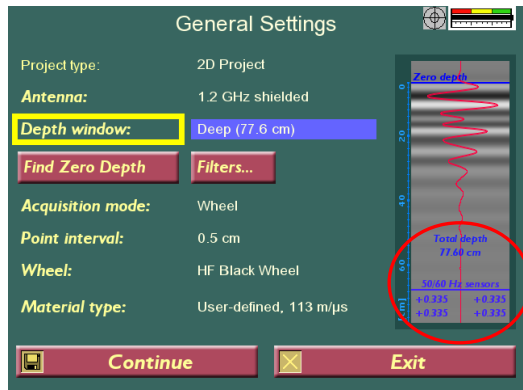 General Settings
Project type: 2D Project
Antenna: 1.2 GHz shielded
Depth window: Deep (77.6 cm)
Find Zero Depth Filters...
Acquisition mode: Wheel
Point interval: 0.5 cm
Wheel: HF Black Wheel
Material type: User-defined, 113 m/µs
Continue Exit
Zero depth
0
20
40
60
[cm]
Total depth
77.60 cm
50/60 Hz sensors
+0.335 +0.335
+0.335 +0.335